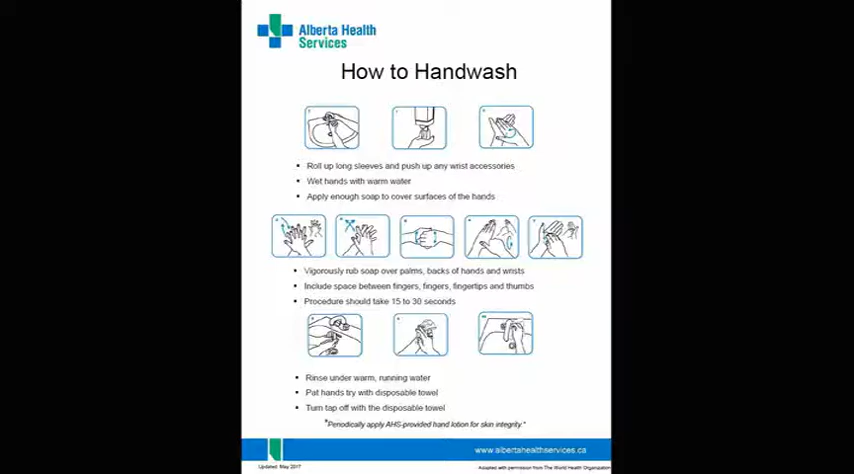 Alberta Health
Services
How to Handwash
Roll up long sleeves and push up any wrist accessories
Wet hands with warm water
Apply enough soap to cover surfaces of the hands
Vigorously rub soap over palms, backs of hands and wrists
Include space between fingers, fingers, fingertips and thumbs
Procedure should take 15 to 30 seconds
Rinse under warm, running water
Pat hands try with disposable towel
Turn tap off with the disposable towel
*Periodically apply AHS-provided hand lotion for skin integrity.*
www.albertahealthservices.ca
Updated: May 2017
Adapted with permission from The World Health Organization